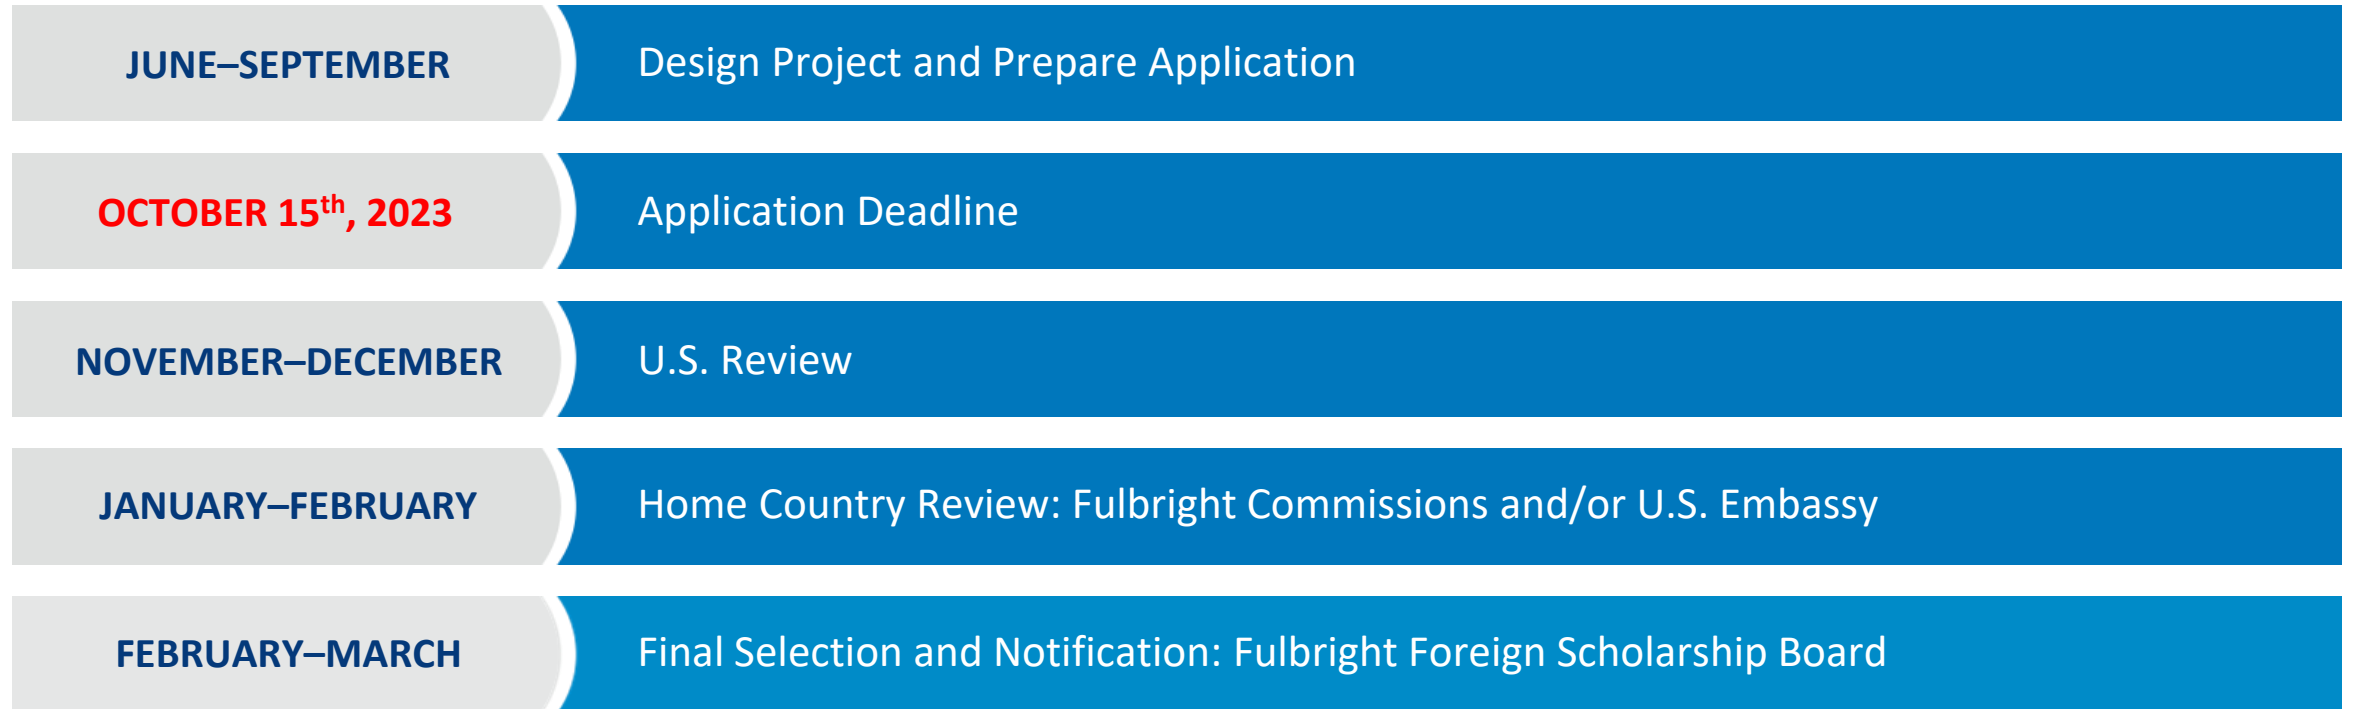 JUNE–SEPTEMBER Design Project and Prepare Application
OCTOBER 15th, 2023 Application Deadline
NOVEMBER–DECEMBER U.S. Review
JANUARY–FEBRUARY Home Country Review: Fulbright Commissions and/or U.S. Embassy
FEBRUARY–MARCH Final Selection and Notification: Fulbright Foreign Scholarship Board